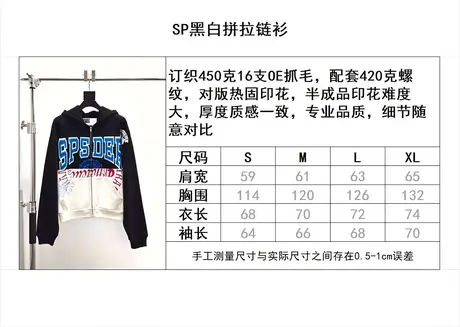 SP黑白拼拉链衫
订织450克16支OE抓毛，配套420克螺
纹，对版热固印花，半成品印花难度
大，厚度质感一致，专业品质，细节随
意对比
尺码 S M L XL
肩宽 59 61 63 65
胸围 114 120 126 132
衣长 68 70 72 74
袖长 64 66 68 70
手工测量尺寸与实际尺寸之间存在0.5-1cm误差
SPSDER